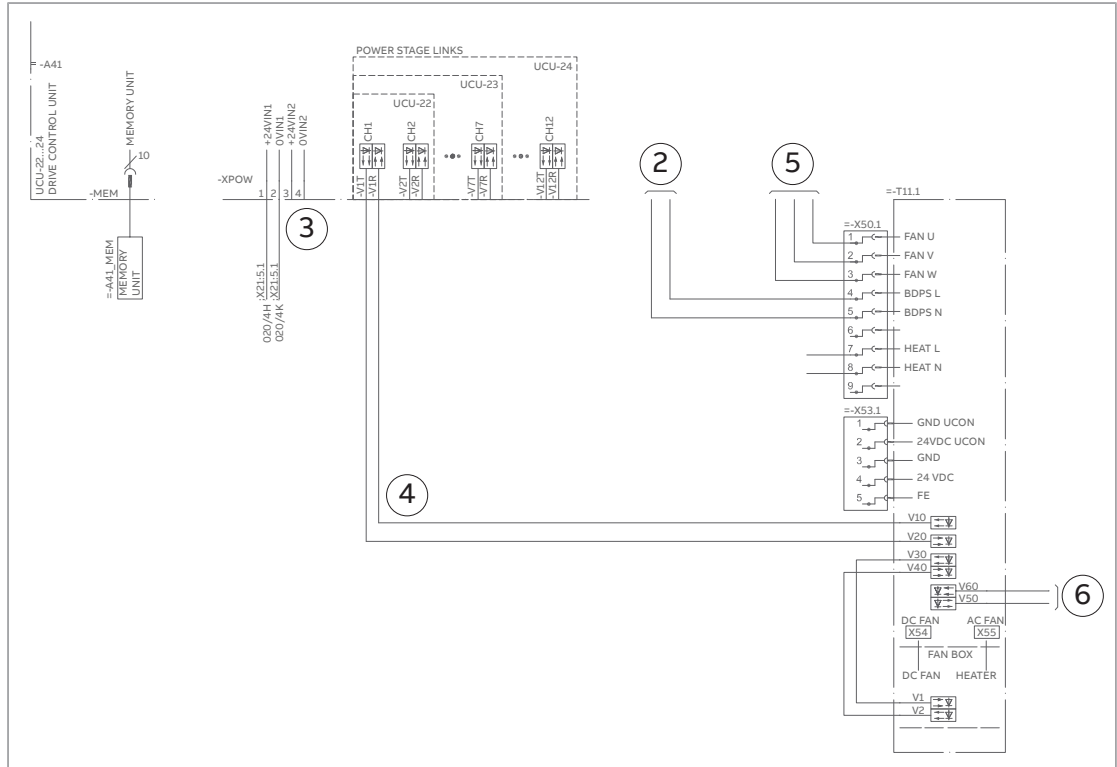 -A41
UCU-22...24
DRIVE CONTROL UNIT
MEMORY UNIT
10
-MEM
=-A41_MEM
MEMORY
UNIT
-XPOW
+24VIN1
0VIN1
+24VIN2
0VIN2
1 2 3 4
3
:X21:5.1
:X21:5.1
020/4H
020/4K
POWER STAGE LINKS
UCU-24
UCU-23
UCU-22
CH1
CH2
CH7
CH12
-V1T
-V1R
-V2T
-V2R
-V7T
-V7R
-V12T
-V12R
2
5
4
=-T11.1
=-X50.1
1 FAN U
2 FAN V
3 FAN W
4 BDPS L
5 BDPS N
6
7 HEAT L
8 HEAT N
9
=-X53.1
1 GND UCON
2 24VDC UCON
3 GND
4 24 VDC
5 FE
V10
V20
V30
V40
V60
V50
6
DC FAN AC FAN
X54 X55
FAN BOX
DC FAN HEATER
V1
V2